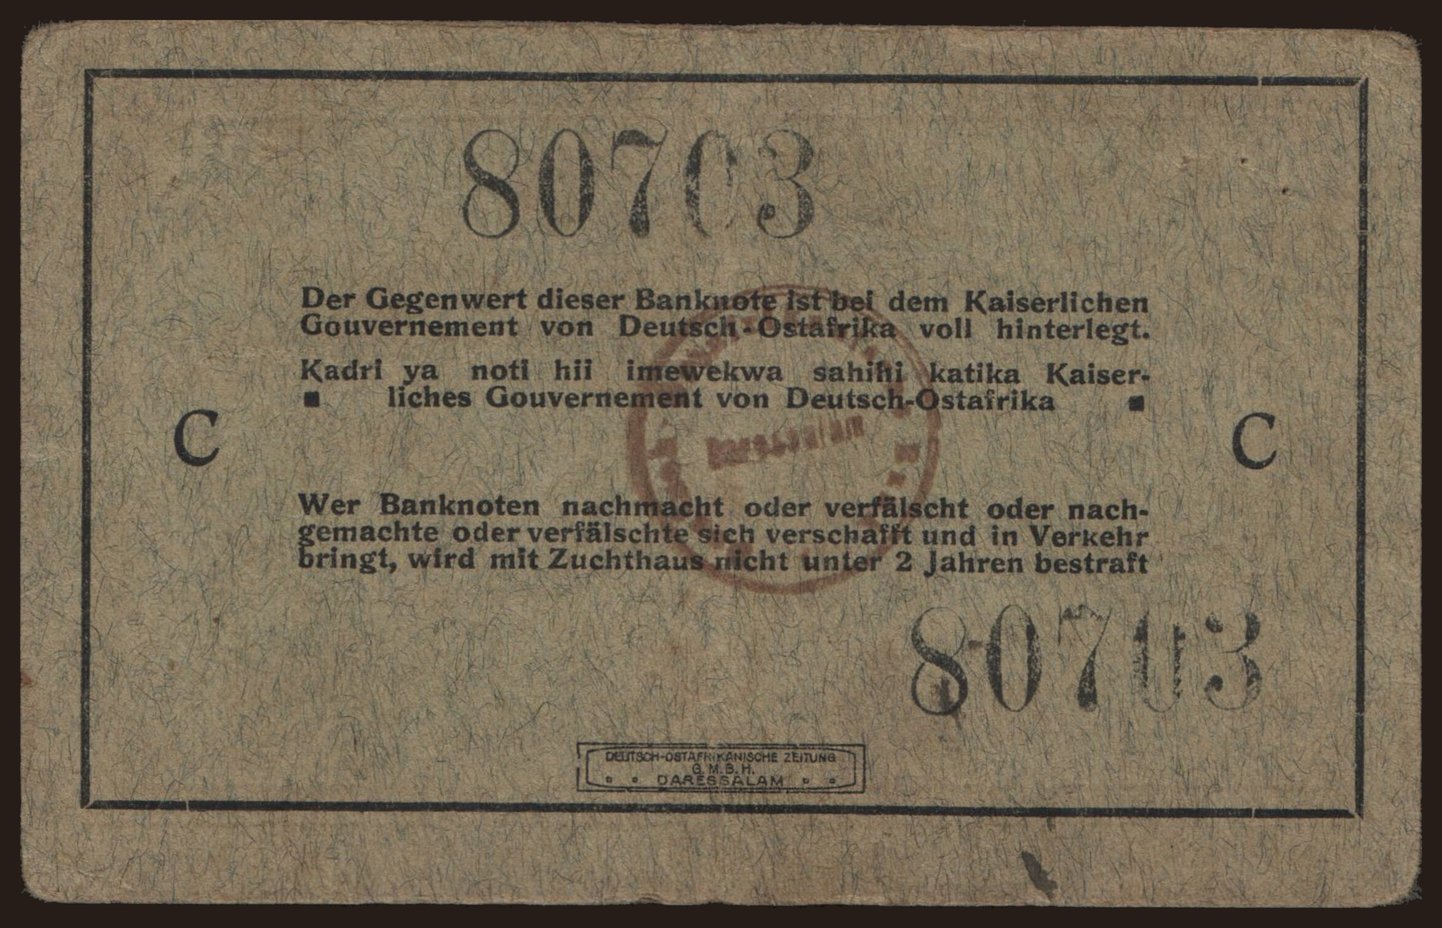 80703
Der Gegenwert dieser Banknote ist bei dem Kaiserlichen
Gouvernement von Deutsch-Ostafrika voll hinterlegt.
Kadri ya noti hii imewekwa sahihi katika Kaiser-
liches Gouvernement von Deutsch-Ostafrika
C
C
Daressalam
Wer Banknoten nachmacht oder verfälscht oder nach-
gemachte oder verfälschte sich verschafft und in Verkehr
bringt, wird mit Zuchthaus nicht unter 2 Jahren bestraft
80703
DEUTSCH-OSTAFRIKANISCHE ZEITUNG
G.M.B.H.
DARESSALAM